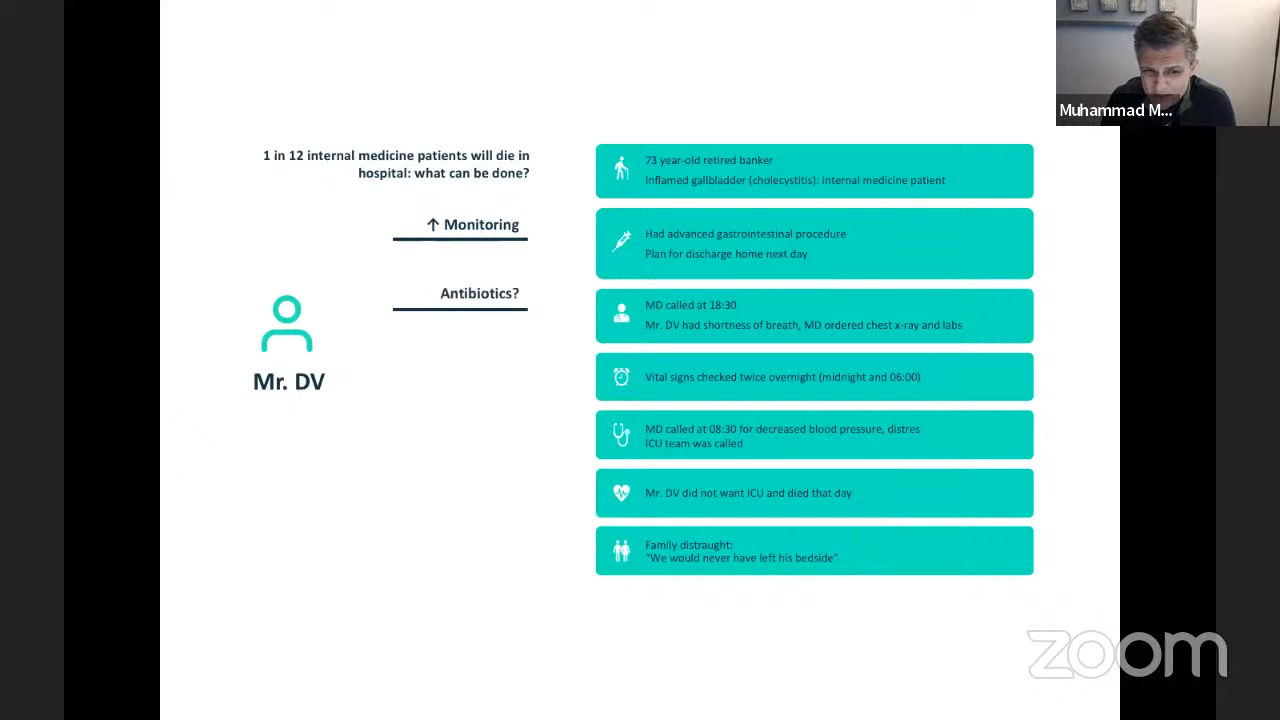 1 in 12 internal medicine patients will die in
hospital: what can be done?
↑ Monitoring
Antibiotics?
Mr. DV
73 year-old retired banker
Inflamed gallbladder (cholecystitis): internal medicine patient
Had advanced gastrointestinal procedure
Plan for discharge home next day
MD called at 18:30
Mr. DV had shortness of breath, MD ordered chest x-ray and labs
Vital signs checked twice overnight (midnight and 06:00)
MD called at 08:30 for decreased blood pressure, distres
ICU team was called
Mr. DV did not want ICU and died that day
Family distraught:
"We would never have left his bedside"
Muhammad M...
zoom